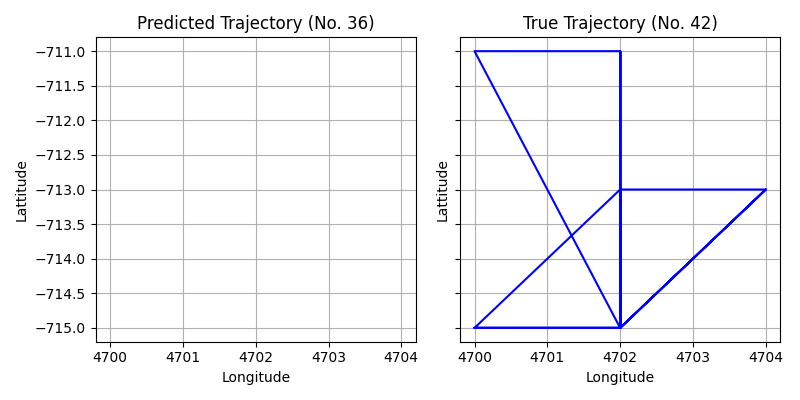 Predicted Trajectory (No. 36)
−711.0
−711.5
−712.0
−712.5
−713.0
−713.5
−714.0
−714.5
−715.0
Lattitude
4700 4701 4702 4703 4704
Longitude
True Trajectory (No. 42)
Lattitude
4700 4701 4702 4703 4704
Longitude